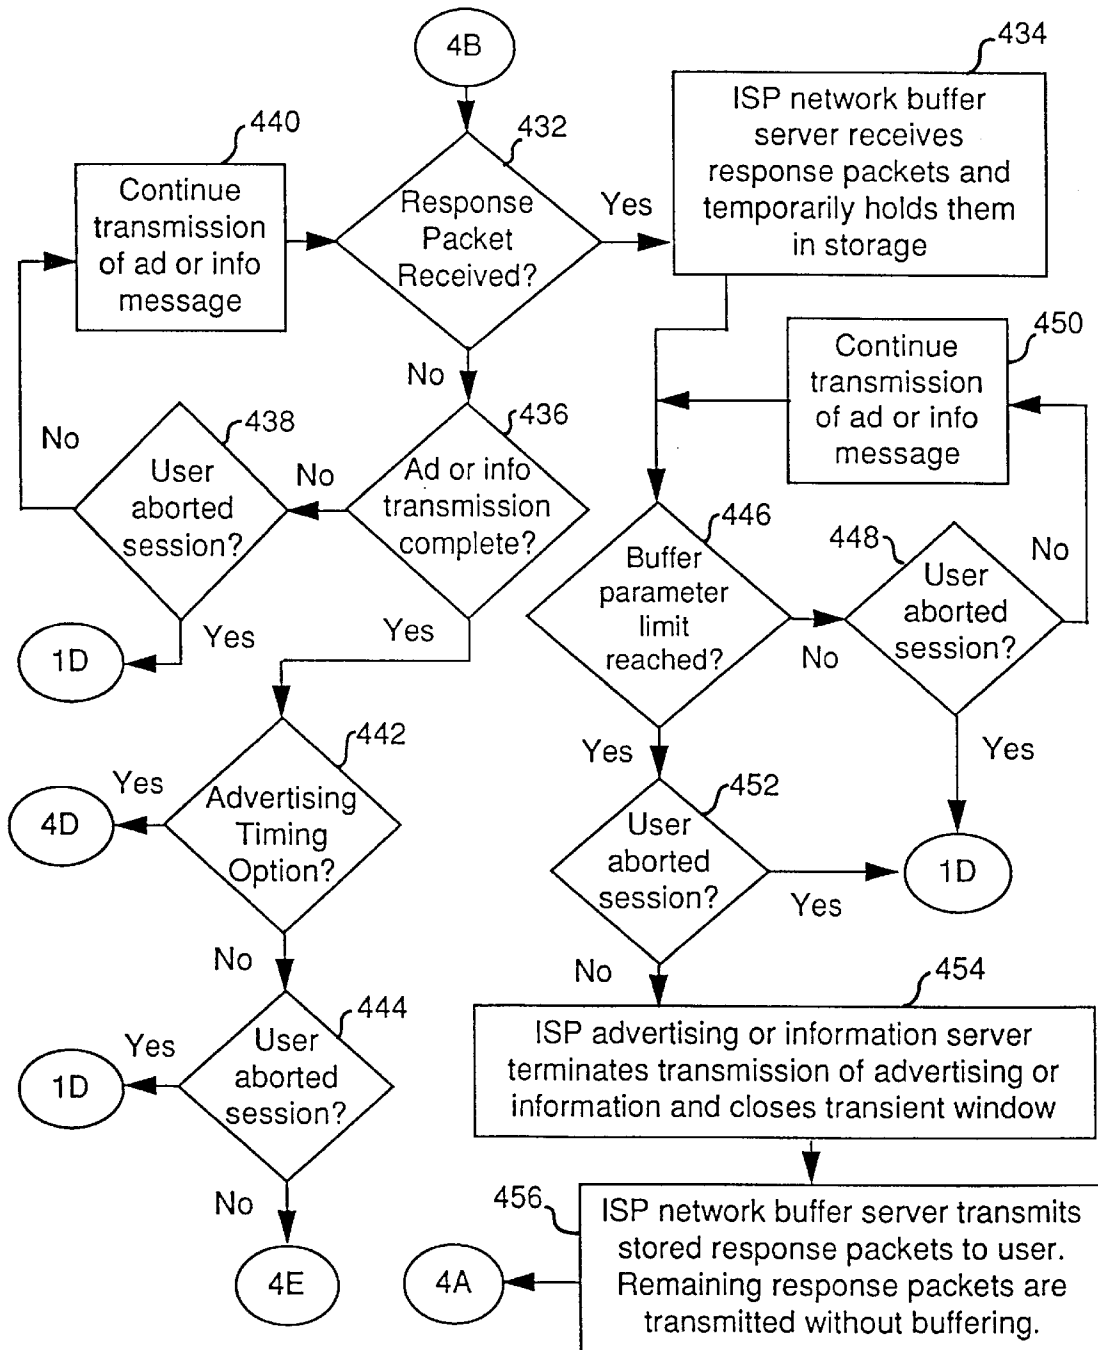 4B
434
ISP network buffer
server receives
response packets and
temporarily holds them
in storage
440
Continue
transmission
of ad or info
message
432
Response
Packet
Received?
Yes
No
450
Continue
transmission
of ad or info
message
438
User
aborted
session?
No
No
436
Ad or info
transmission
complete?
446
Buffer
parameter
limit
reached?
448
User
aborted
session?
No
No
1D
Yes
Yes
442
Advertising
Timing
Option?
Yes
4D
Yes
452
User
aborted
session?
Yes
Yes
1D
No
444
User
aborted
session?
Yes
1D
No
454
ISP advertising or information server
terminates transmission of advertising or
information and closes transient window
No
4E
456
ISP network buffer server transmits
stored response packets to user.
Remaining response packets are
transmitted without buffering.
4A